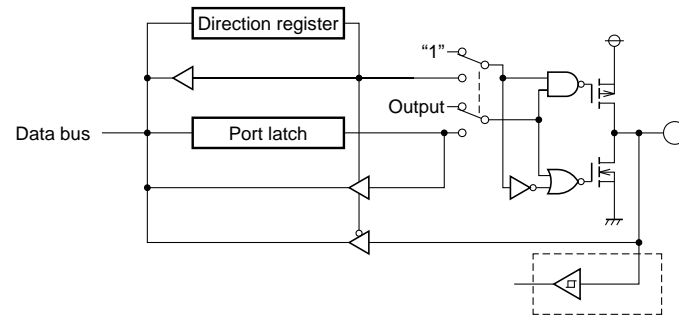 Direction register
“1”
Output
Data bus
Port latch